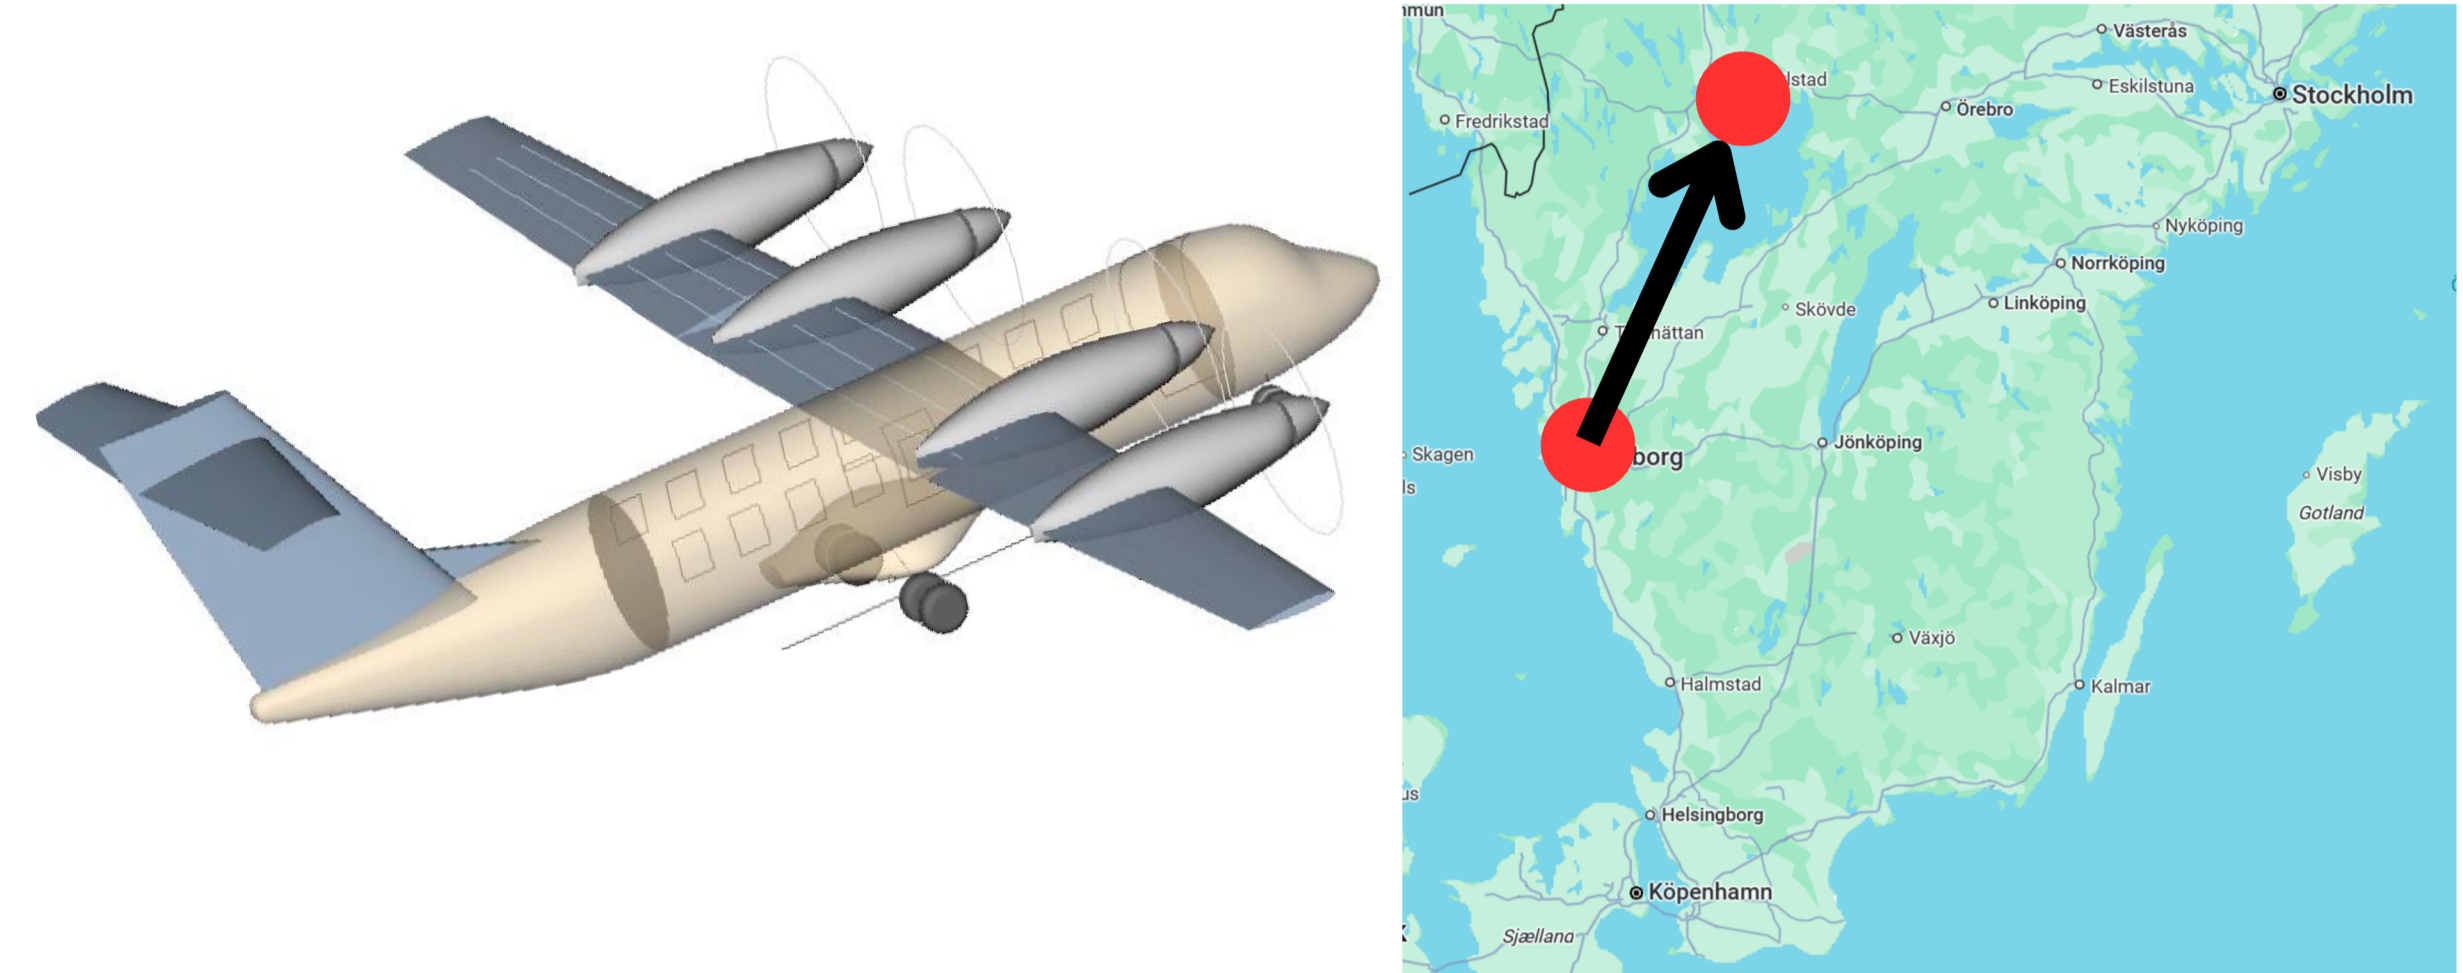 Västerås
Eskilstuna
Stockholm
Örebro
Fredrikstad
Nyköping
Norrköping
Linköping
Skövde
Jönköping
Skagen
Visby
Gotland
Växjö
Halmstad
Kalmar
Helsingborg
Köpenhamn
Sjælland